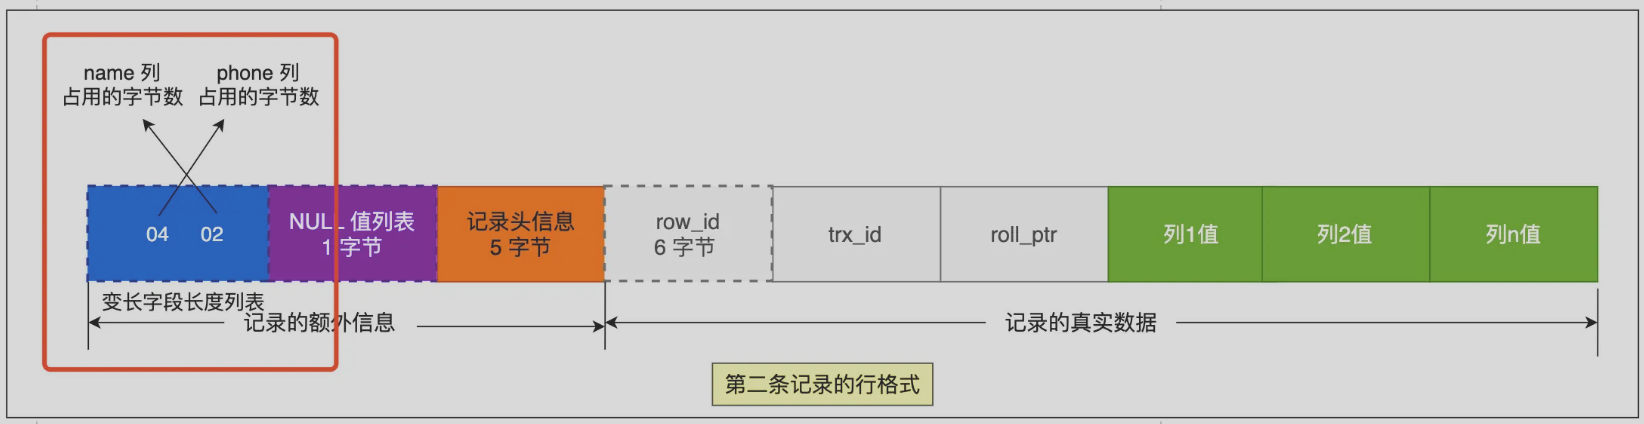 name 列
占用的字节数
phone 列
占用的字节数
04
02
NULL 值列表
1 字节
记录头信息
5 字节
row_id
6 字节
trx_id
roll_ptr
列1值
列2值
列n值
变长字段长度列表
记录的额外信息
记录的真实数据
第二条记录的行格式